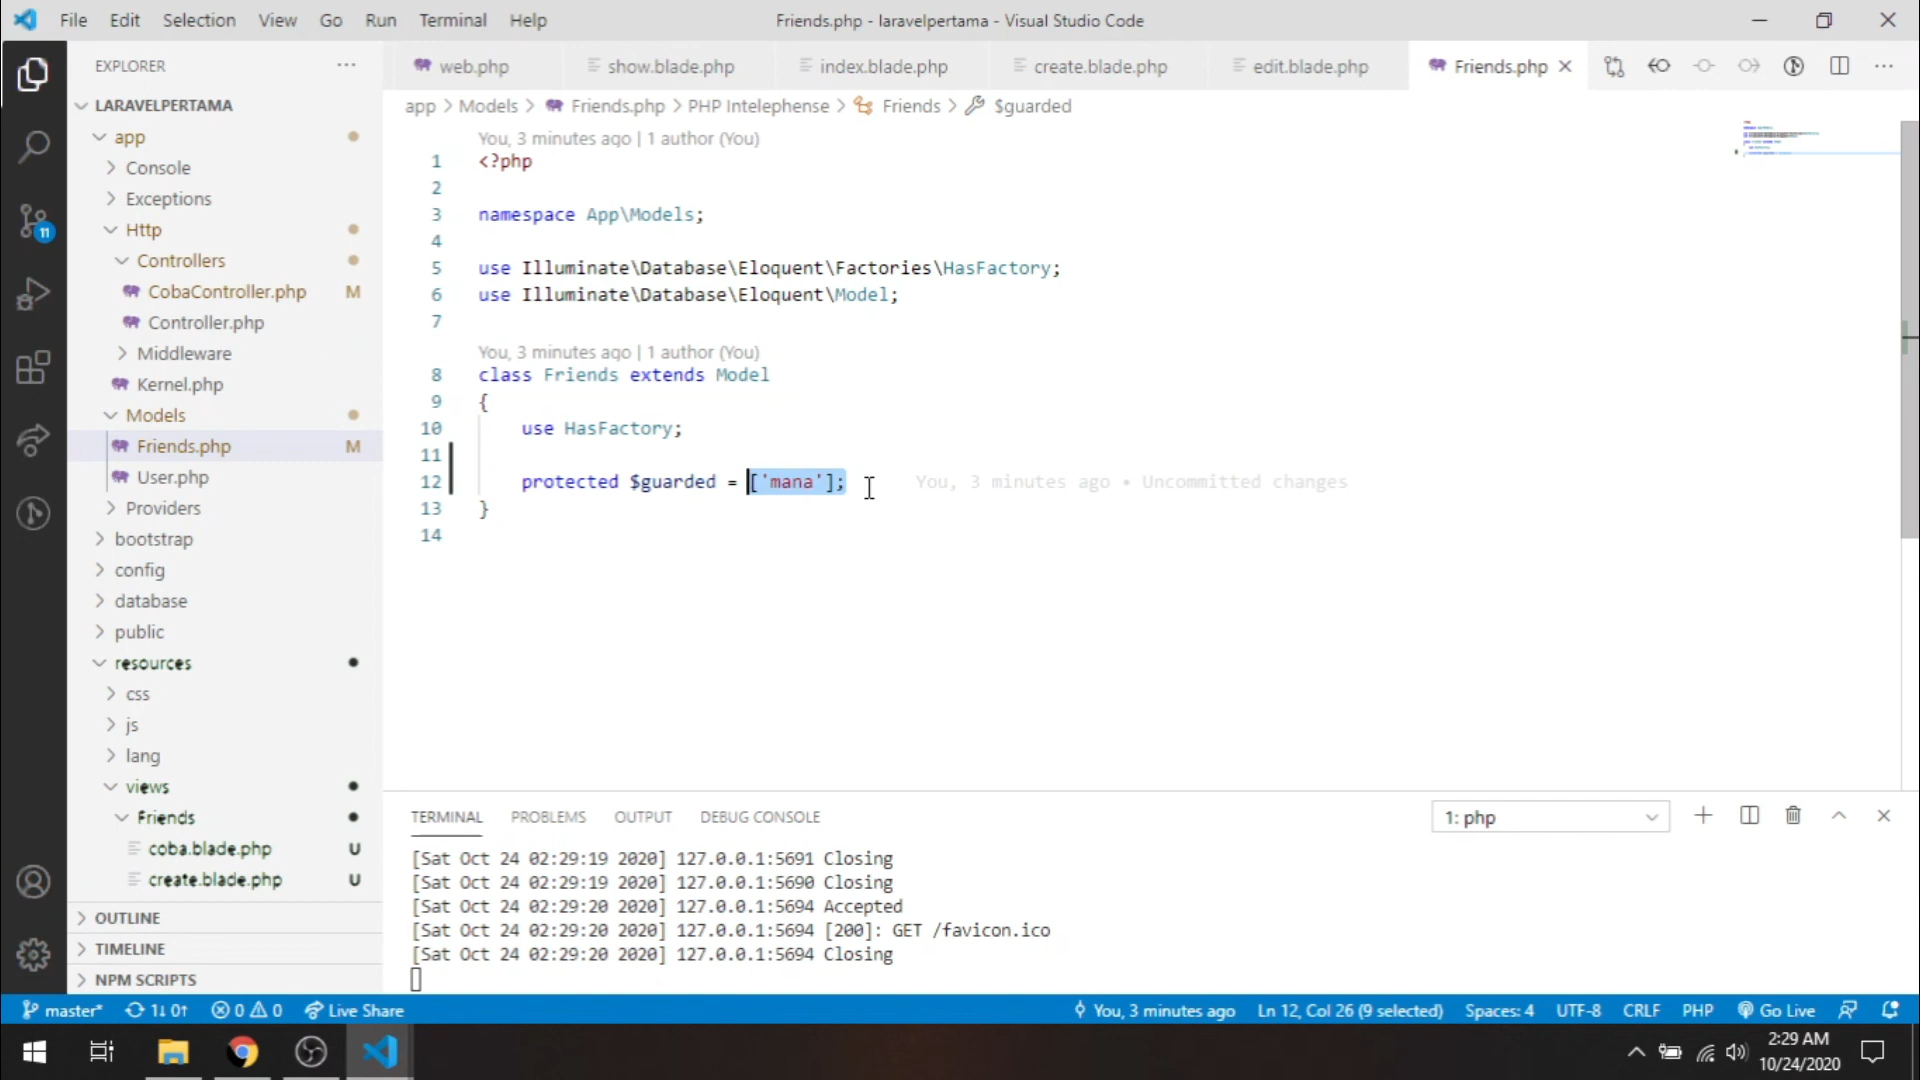 File Edit Selection View Go Run Terminal Help
Friends.php - laravelpertama - Visual Studio Code
EXPLORER
LARAVELPERTAMA
app
Console
Exceptions
Http
Controllers
CobaController.php M
Controller.php
Middleware
Kernel.php
Models
Friends.php M
User.php
Providers
bootstrap
config
database
public
resources
css
js
lang
views
Friends
coba.blade.php U
create.blade.php U
OUTLINE
TIMELINE
NPM SCRIPTS
11
web.php show.blade.php index.blade.php create.blade.php edit.blade.php Friends.php
app > Models > Friends.php > PHP Intelephense > Friends > $guarded
You, 3 minutes ago | 1 author (You)
1 <?php
2
3 namespace App\Models;
4
5 use Illuminate\Database\Eloquent\Factories\HasFactory;
6 use Illuminate\Database\Eloquent\Model;
7
You, 3 minutes ago | 1 author (You)
8 class Friends extends Model
9 {
10 use HasFactory;
11
12 protected $guarded = ['mana']; You, 3 minutes ago • Uncommitted changes
13 }
14
TERMINAL PROBLEMS OUTPUT DEBUG CONSOLE 1: php
[Sat Oct 24 02:29:19 2020] 127.0.0.1:5691 Closing
[Sat Oct 24 02:29:19 2020] 127.0.0.1:5690 Closing
[Sat Oct 24 02:29:20 2020] 127.0.0.1:5694 Accepted
[Sat Oct 24 02:29:20 2020] 127.0.0.1:5694 [200]: GET /favicon.ico
[Sat Oct 24 02:29:20 2020] 127.0.0.1:5694 Closing
master* 1↓ 0↑ 0 0 Live Share You, 3 minutes ago Ln 12, Col 26 (9 selected) Spaces: 4 UTF-8 CRLF PHP Go Live
2:29 AM
10/24/2020